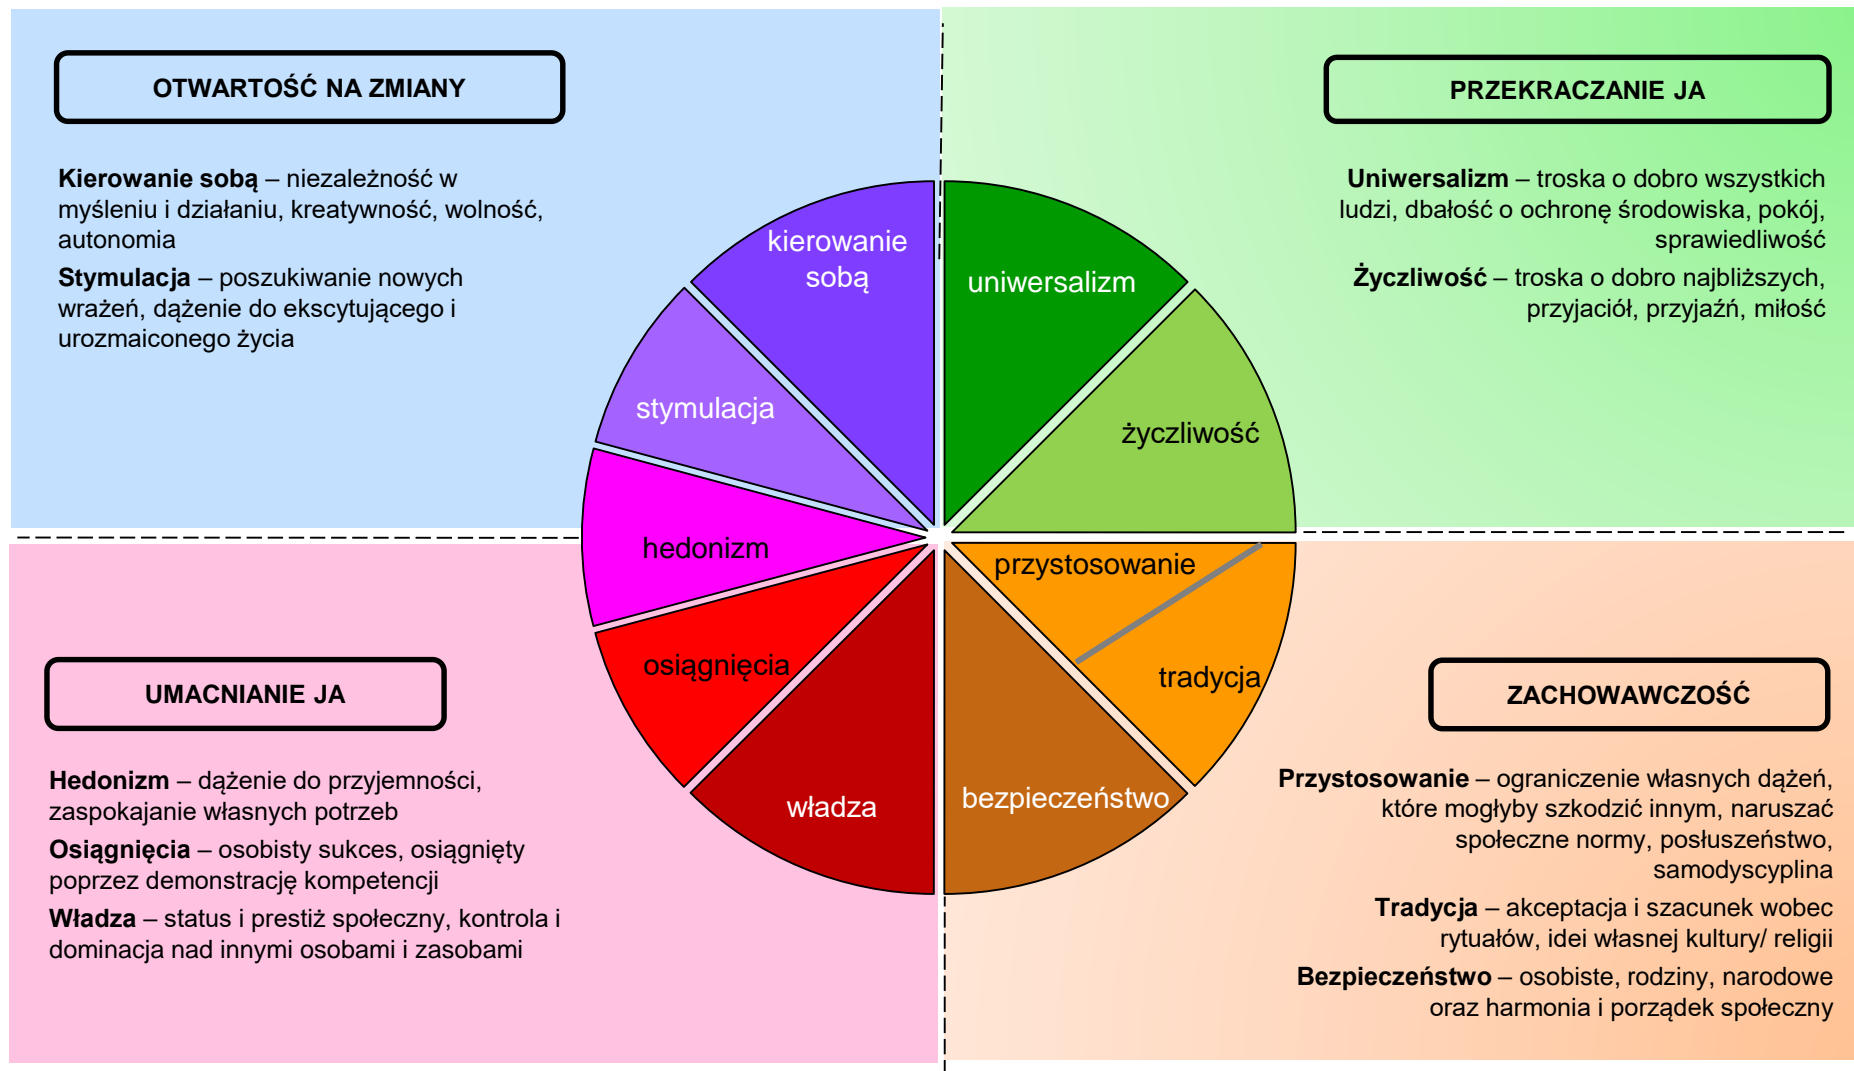 OTWARTOŚĆ NA ZMIANY
Kierowanie sobą – niezależność w
myśleniu i działaniu, kreatywność, wolność,
autonomia
Stymulacja – poszukiwanie nowych
wrażeń, dążenie do ekscytującego i
urozmaiconego życia
PRZEKRACZANIE JA
Uniwersalizm – troska o dobro wszystkich
ludzi, dbałość o ochronę środowiska, pokój,
sprawiedliwość
Życzliwość – troska o dobro najbliższych,
przyjaciół, przyjaźń, miłość
kierowanie
sobą
uniwersalizm
stymulacja
życzliwość
hedonizm
przystosowanie
osiągnięcia
tradycja
władza
bezpieczeństwo
UMACNIANIE JA
Hedonizm – dążenie do przyjemności,
zaspokajanie własnych potrzeb
Osiągnięcia – osobisty sukces, osiągnięty
poprzez demonstrację kompetencji
Władza – status i prestiż społeczny, kontrola i
dominacja nad innymi osobami i zasobami
ZACHOWAWCZOŚĆ
Przystosowanie – ograniczenie własnych dążeń,
które mogłyby szkodzić innym, naruszać
społeczne normy, posłuszeństwo,
samodyscyplina
Tradycja – akceptacja i szacunek wobec
rytuałów, idei własnej kultury/ religii
Bezpieczeństwo – osobiste, rodziny, narodowe
oraz harmonia i porządek społeczny